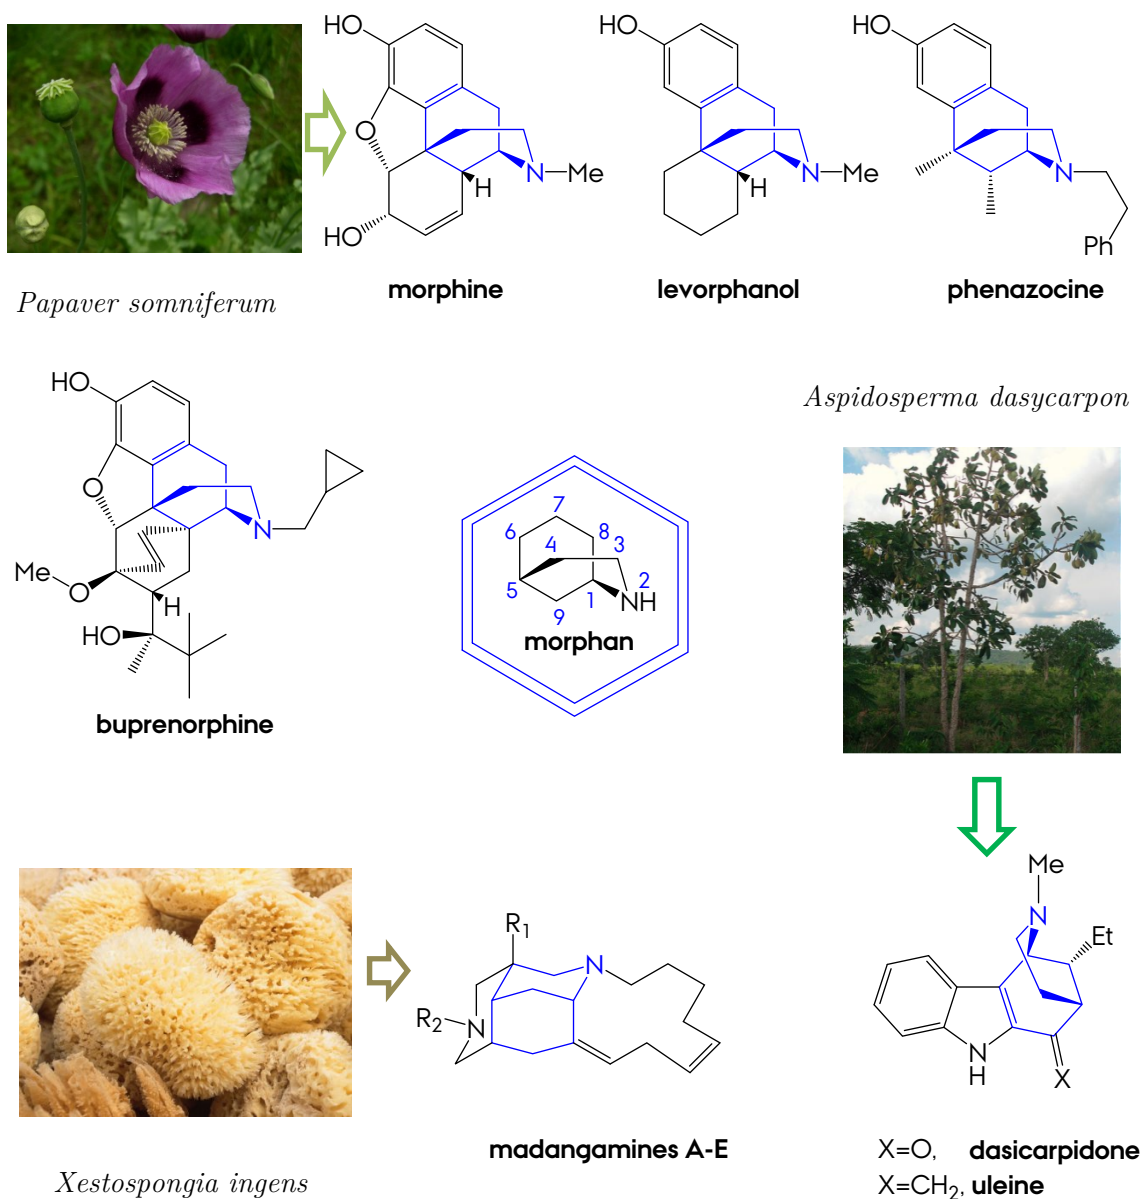 HO
O
HO
H
N
Me
morphine
HO
H
N
Me
levorphanol
HO
N
Ph
phenazocine
Papaver somniferum
HO
O
N
Me
O
H
HO
buprenorphine
7
6
8
4
3
5
2
1
NH
9
morphan
Aspidosperma dasycarpon
Me
N
Et
N
H
X
R1
N
R2
N
madangamines A-E
X=O, dasicarpidone
X=CH2, uleine
Xestospongia ingens